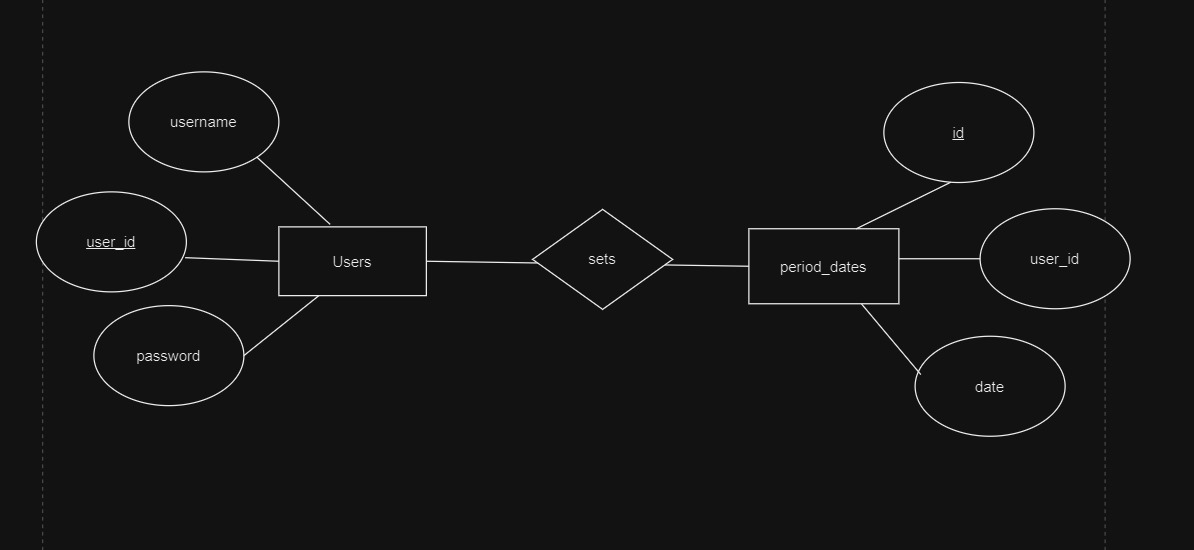 username
user_id
password
Users
sets
period_dates
id
user_id
date